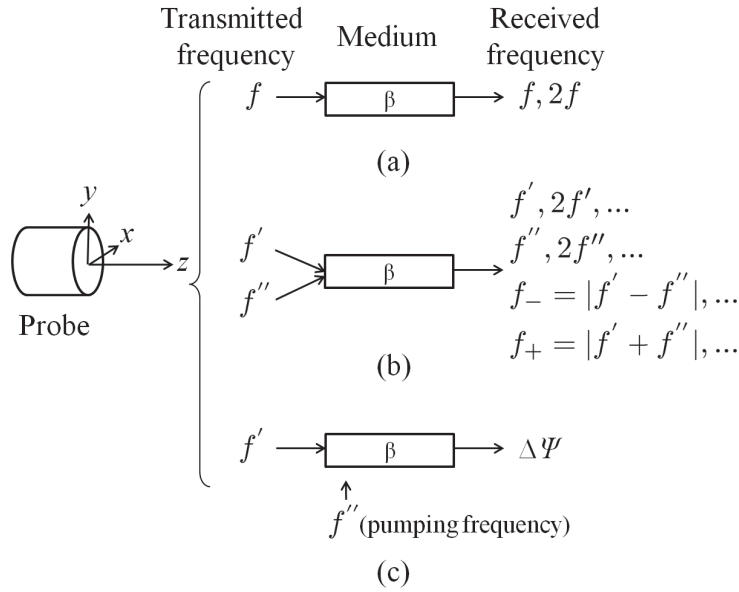 Transmitted frequency
Medium
Received frequency
f
β
f, 2f
(a)
y
x
z
Probe
f′
f″
β
f′, 2f′, ...
f″, 2f″, ...
f₋ = |f′ − f″|, ...
f₊ = |f′ + f″|, ...
(b)
f′
β
ΔΨ
f″ (pumping frequency)
(c)